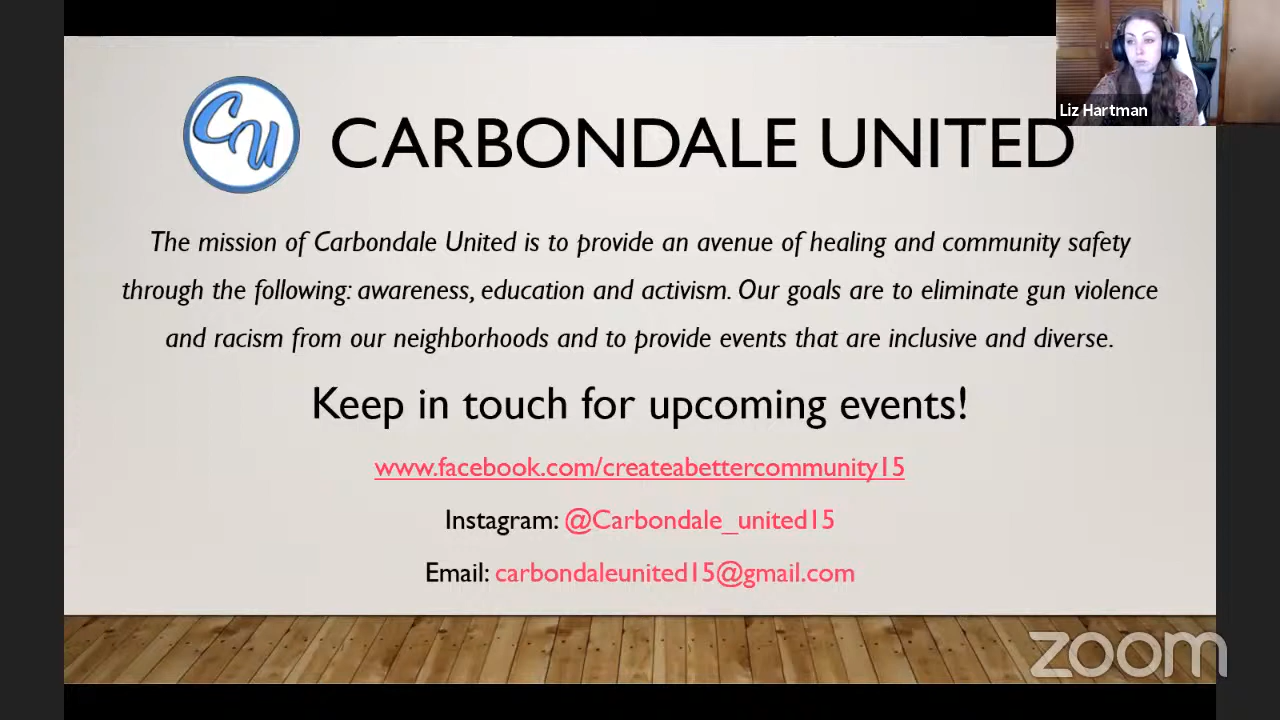 Liz Hartman
CU
CARBONDALE UNITED
The mission of Carbondale United is to provide an avenue of healing and community safety
through the following: awareness, education and activism. Our goals are to eliminate gun violence
and racism from our neighborhoods and to provide events that are inclusive and diverse.
Keep in touch for upcoming events!
www.facebook.com/createabettercommunity15
Instagram: @Carbondale_united15
Email: carbondaleunited15@gmail.com
zoom